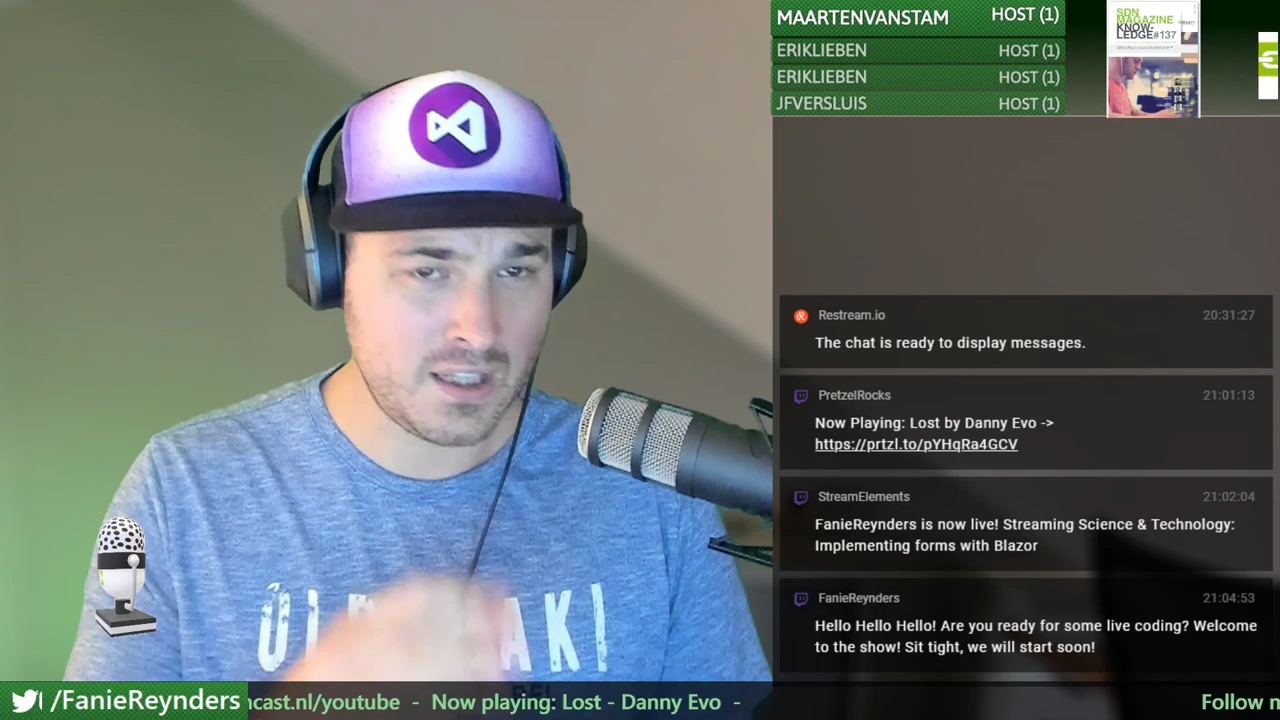 MAARTENVANSTAM HOST (1)
ERIKLIEBEN HOST (1)
ERIKLIEBEN HOST (1)
JFVERSLUIS HOST (1)
SDN
MAGAZINE
KNOW-
LEDGE#137
Restream.io 20:31:27
The chat is ready to display messages.
PretzelRocks 21:01:13
Now Playing: Lost by Danny Evo ->
https://prtzl.to/pYHqRa4GCV
StreamElements 21:02:04
FanieReynders is now live! Streaming Science & Technology:
Implementing forms with Blazor
FanieReynders 21:04:53
Hello Hello Hello! Are you ready for some live coding? Welcome
to the show! Sit tight, we will start soon!
/FanieReynders ncast.nl/youtube - Now playing: Lost - Danny Evo - Follow